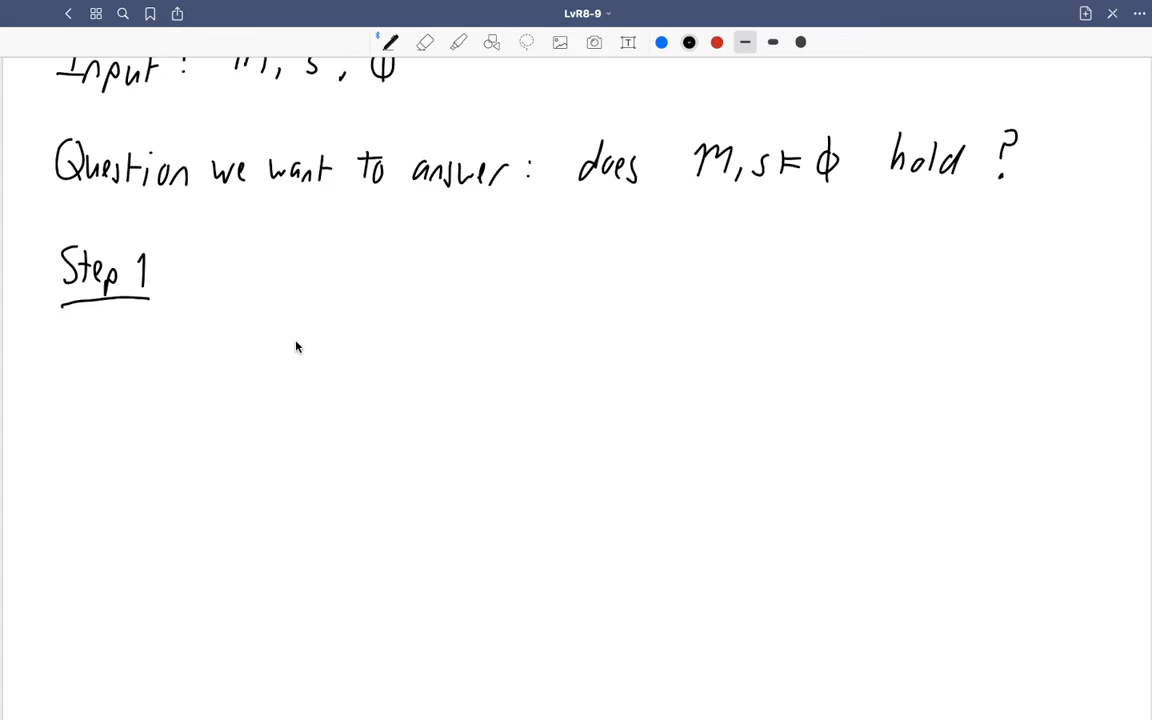 LvR8-9
Input: M, s, φ
Question we want to answer: does M, s ⊨ φ hold ?
Step 1